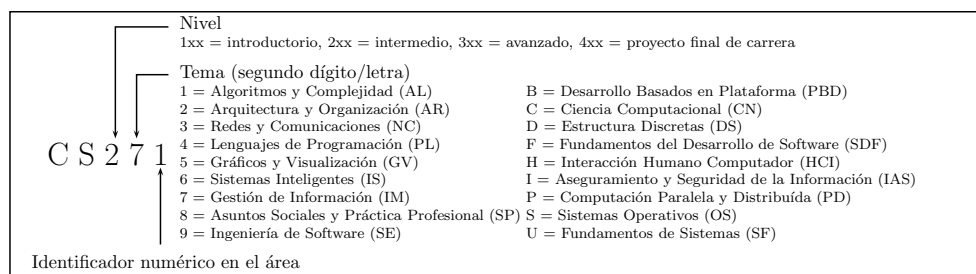 Nivel
1xx = introductorio, 2xx = intermedio, 3xx = avanzado, 4xx = proyecto final de carrera
Tema (segundo dígito/letra)
1 = Algoritmos y Complejidad (AL)
2 = Arquitectura y Organización (AR)
3 = Redes y Comunicaciones (NC)
4 = Lenguajes de Programación (PL)
5 = Gráficos y Visualización (GV)
6 = Sistemas Inteligentes (IS)
7 = Gestión de Información (IM)
8 = Asuntos Sociales y Práctica Profesional (SP)
9 = Ingeniería de Software (SE)
B = Desarrollo Basados en Plataforma (PBD)
C = Ciencia Computacional (CN)
D = Estructura Discretas (DS)
F = Fundamentos del Desarrollo de Software (SDF)
H = Interacción Humano Computador (HCI)
I = Aseguramiento y Seguridad de la Información (IAS)
P = Computación Paralela y Distribuída (PD)
S = Sistemas Operativos (OS)
U = Fundamentos de Sistemas (SF)
C S 2 7 1
Identificador numérico en el área